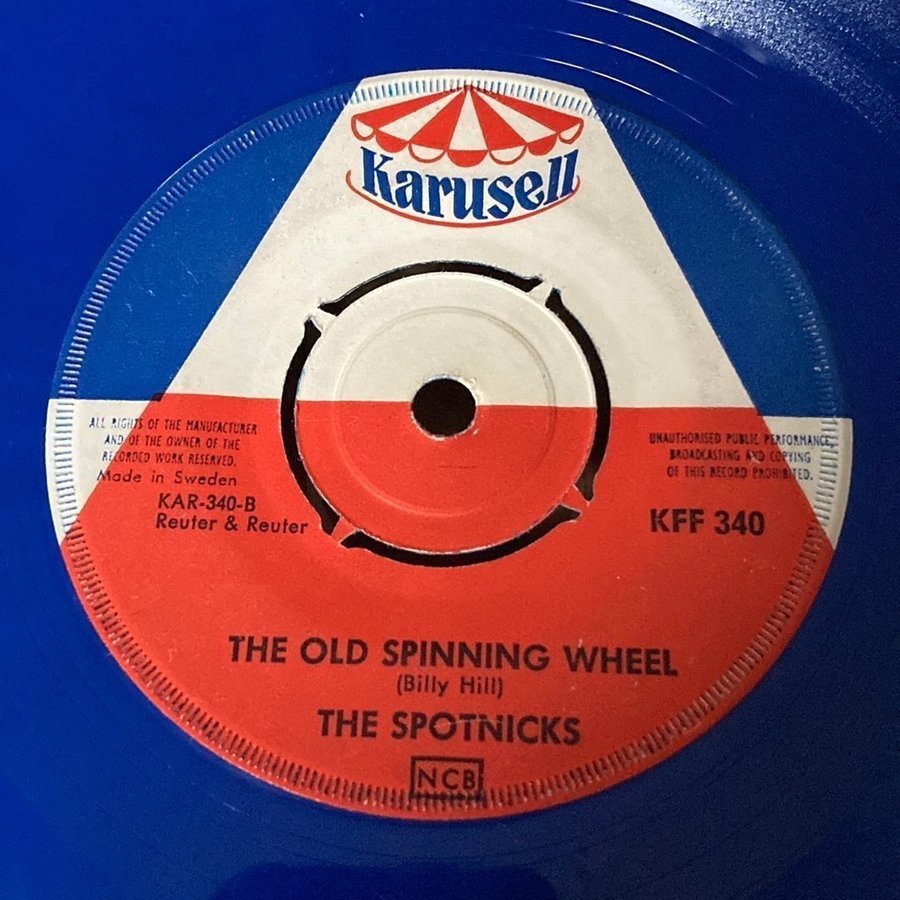 Karusell
ALL RIGHTS OF THE MANUFACTURER
AND OF THE OWNER OF THE
RECORDED WORK RESERVED.
Made in Sweden
KAR-340-B
Reuter & Reuter
UNAUTHORISED PUBLIC PERFORMANCE,
BROADCASTING AND COPYING
OF THIS RECORD PROHIBITED.
KFF 340
THE OLD SPINNING WHEEL
(Billy Hill)
THE SPOTNICKS
NCB